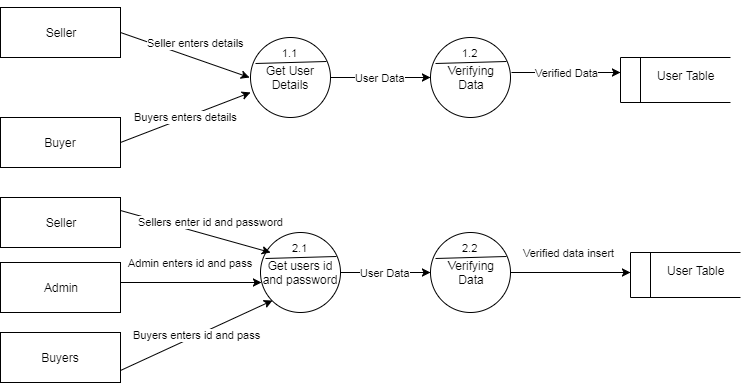 Seller
Seller enters details
1.1
Get User
Details
User Data
1.2
Verifying
Data
Verified Data
User Table
Buyers enters details
Buyer
Seller
Sellers enter id and password
Admin enters id and pass
Admin
2.1
Get users id
and password
User Data
2.2
Verifying
Data
Verified data insert
User Table
Buyers enters id and pass
Buyers